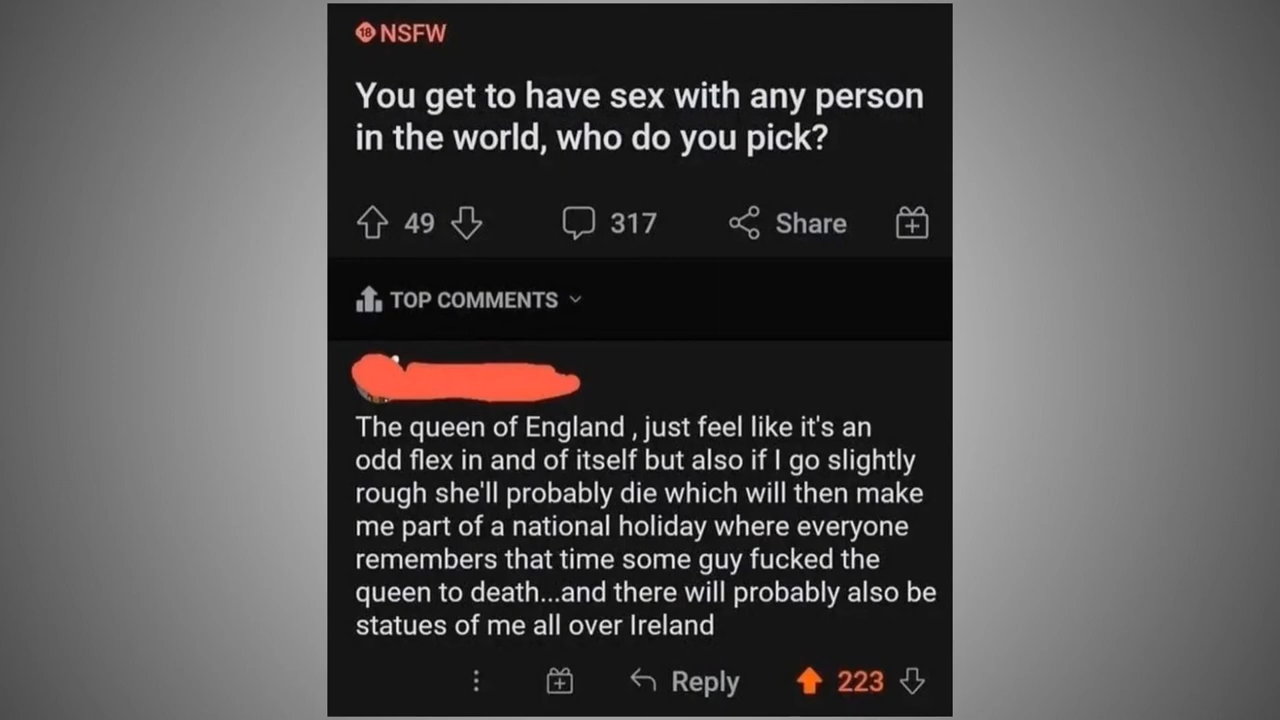 18 NSFW
You get to have sex with any person
in the world, who do you pick?
49
317
Share
TOP COMMENTS
The queen of England , just feel like it's an
odd flex in and of itself but also if I go slightly
rough she'll probably die which will then make
me part of a national holiday where everyone
remembers that time some guy fucked the
queen to death...and there will probably also be
statues of me all over Ireland
Reply
223